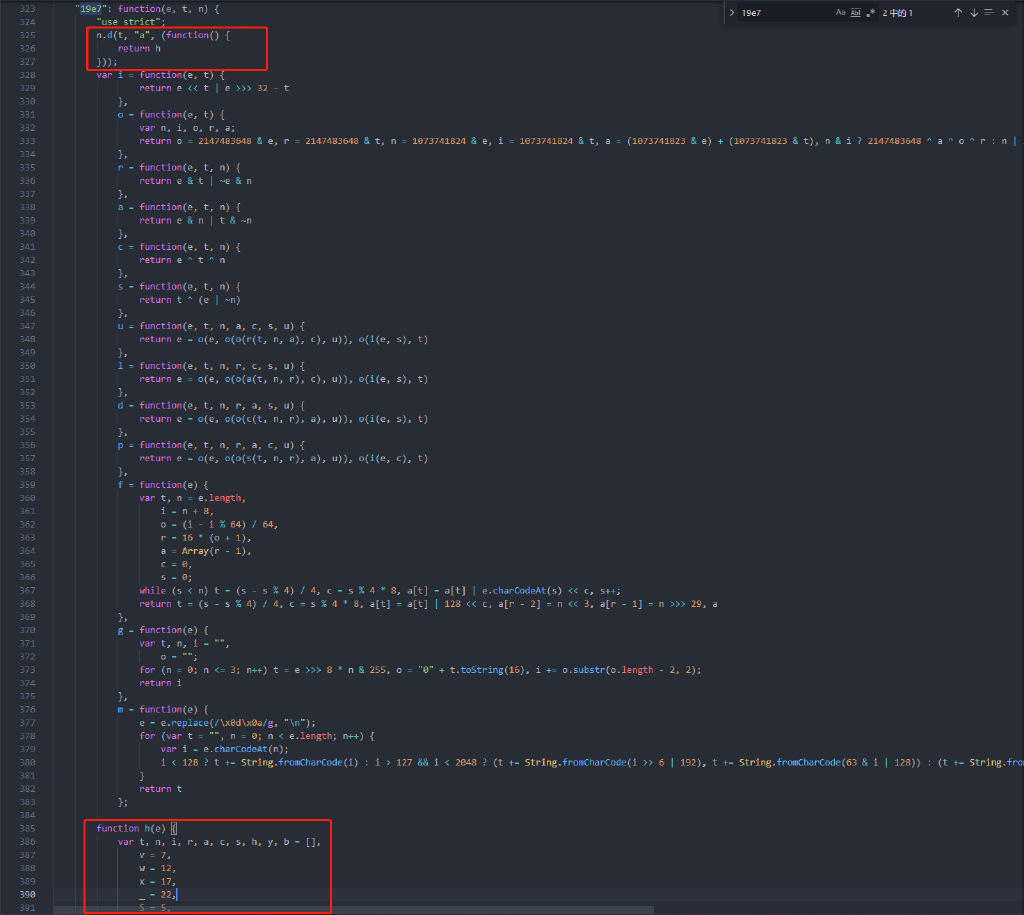 19e7 Aa Abl .* 2 中的 1
323 "19e7": function(e, t, n) {
324 "use strict";
325 n.d(t, "a", (function() {
326 return h
327 }));
328 var i = function(e, t) {
329 return e << t | e >>> 32 - t
330 },
331 o = function(e, t) {
332 var n, i, o, r, a;
333 return o = 2147483648 & e, r = 2147483648 & t, n = 1073741824 & e, i = 1073741824 & t, a = (1073741823 & e) + (1073741823 & t), n & i ? 2147483648 ^ a ^ o ^ r : n |
334 },
335 r = function(e, t, n) {
336 return e & t | ~e & n
337 },
338 a = function(e, t, n) {
339 return e & n | t & ~n
340 },
341 c = function(e, t, n) {
342 return e ^ t ^ n
343 },
344 s = function(e, t, n) {
345 return t ^ (e | ~n)
346 },
347 u = function(e, t, n, a, c, s, u) {
348 return e = o(e, o(o(r(t, n, a), c), u)), o(i(e, s), t)
349 },
350 l = function(e, t, n, r, c, s, u) {
351 return e = o(e, o(o(a(t, n, r), c), u)), o(i(e, s), t)
352 },
353 d = function(e, t, n, r, a, s, u) {
354 return e = o(e, o(o(c(t, n, r), a), u)), o(i(e, s), t)
355 },
356 p = function(e, t, n, r, a, c, u) {
357 return e = o(e, o(o(s(t, n, r), a), u)), o(i(e, c), t)
358 },
359 f = function(e) {
360 var t, n = e.length,
361 i = n + 8,
362 o = (i - i % 64) / 64,
363 r = 16 * (o + 1),
364 a = Array(r - 1),
365 c = 0,
366 s = 0;
367 while (s < n) t = (s - s % 4) / 4, c = s % 4 * 8, a[t] = a[t] | e.charCodeAt(s) << c, s++;
368 return t = (s - s % 4) / 4, c = s % 4 * 8, a[t] = a[t] | 128 << c, a[r - 2] = n << 3, a[r - 1] = n >>> 29, a
369 },
370 g = function(e) {
371 var t, n, i = "",
372 o = "";
373 for (n = 0; n <= 3; n++) t = e >>> 8 * n & 255, o = "0" + t.toString(16), i += o.substr(o.length - 2, 2);
374 return i
375 },
376 m = function(e) {
377 e = e.replace(/\x0d\x0a/g, "\n");
378 for (var t = "", n = 0; n < e.length; n++) {
379 var i = e.charCodeAt(n);
380 i < 128 ? t += String.fromCharCode(i) : i > 127 && i < 2048 ? (t += String.fromCharCode(i >> 6 | 192), t += String.fromCharCode(63 & i | 128)) : (t += String.fro
381 }
382 return t
383 };
384
385 function h(e) {
386 var t, n, i, r, a, c, s, h, y, b = [],
387 v = 7,
388 w = 12,
389 x = 17,
390 _ = 22,
391 S = 5,